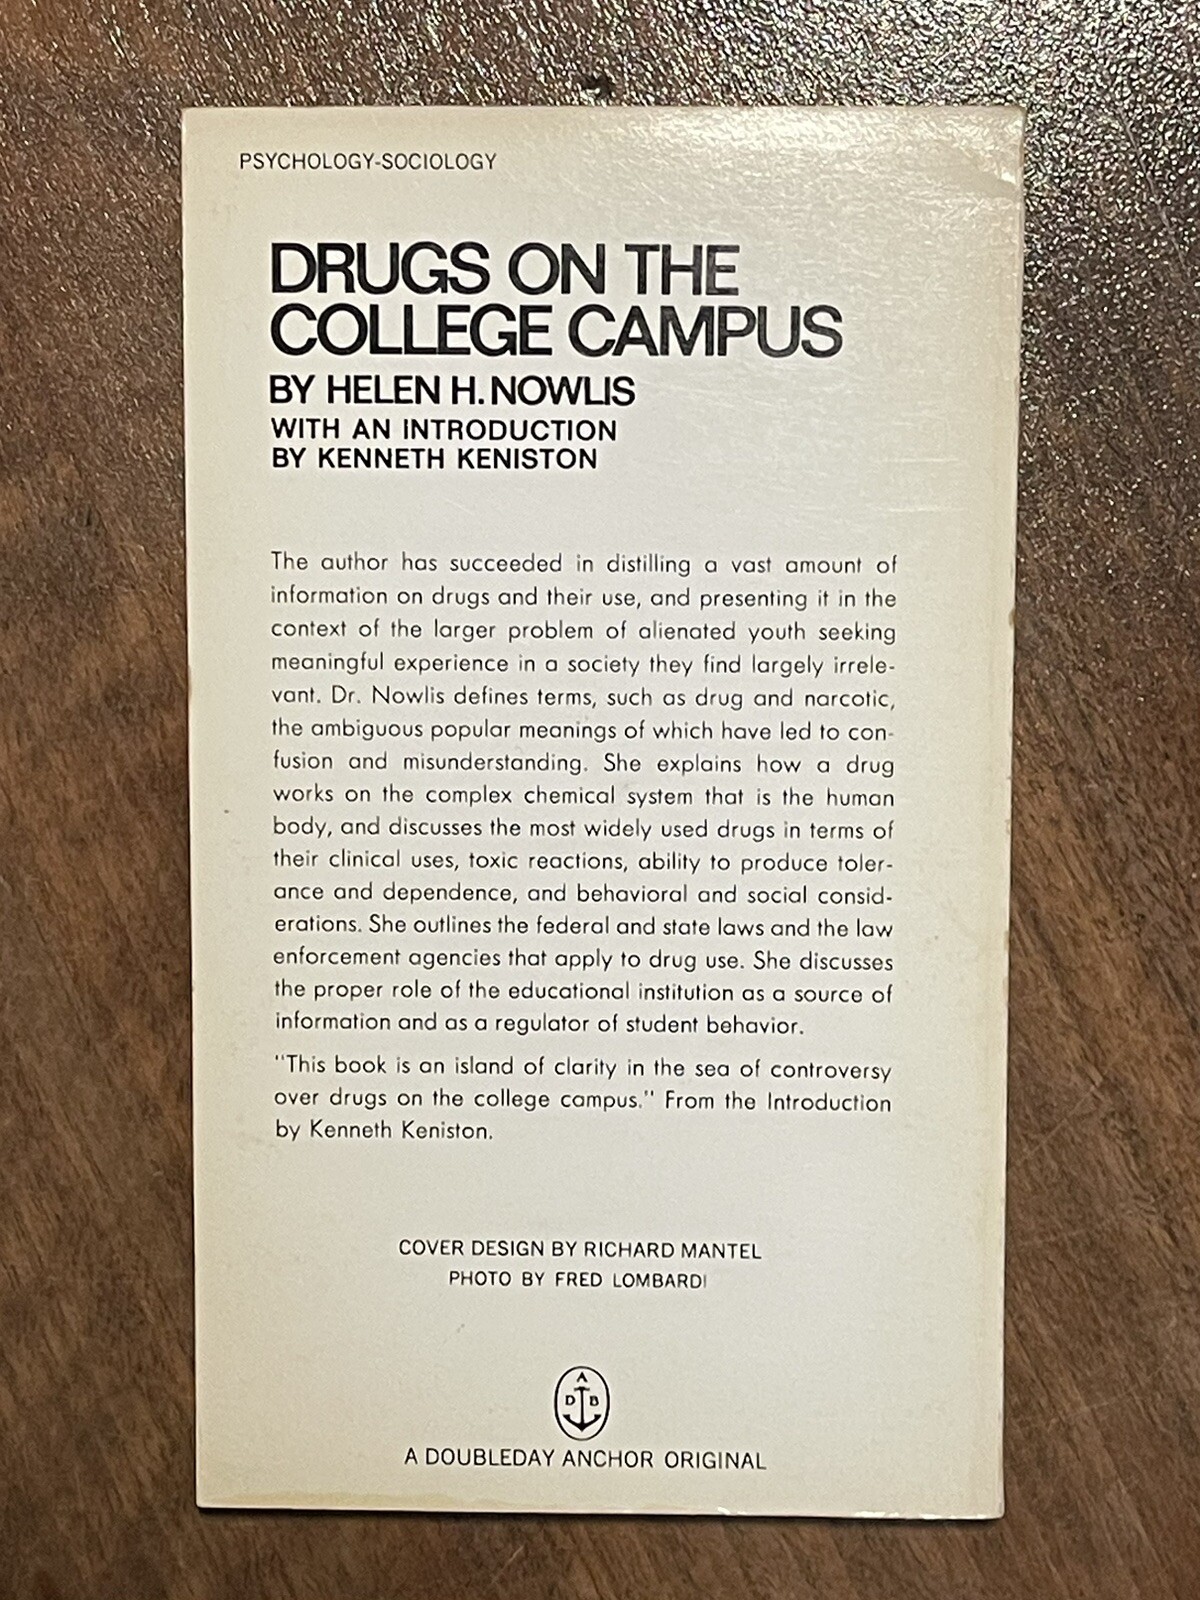 PSYCHOLOGY-SOCIOLOGY
DRUGS ON THE
COLLEGE CAMPUS
BY HELEN H. NOWLIS
WITH AN INTRODUCTION
BY KENNETH KENISTON
The author has succeeded in distilling a vast amount of
information on drugs and their use, and presenting it in the
context of the larger problem of alienated youth seeking
meaningful experience in a society they find largely irrele-
vant. Dr. Nowlis defines terms, such as drug and narcotic,
the ambiguous popular meanings of which have led to con-
fusion and misunderstanding. She explains how a drug
works on the complex chemical system that is the human
body, and discusses the most widely used drugs in terms of
their clinical uses, toxic reactions, ability to produce toler-
ance and dependence, and behavioral and social consid-
erations. She outlines the federal and state laws and the law
enforcement agencies that apply to drug use. She discusses
the proper role of the educational institution as a source of
information and as a regulator of student behavior.
"This book is an island of clarity in the sea of controversy
over drugs on the college campus." From the Introduction
by Kenneth Keniston.
COVER DESIGN BY RICHARD MANTEL
PHOTO BY FRED LOMBARDI
A
D B
A DOUBLEDAY ANCHOR ORIGINAL